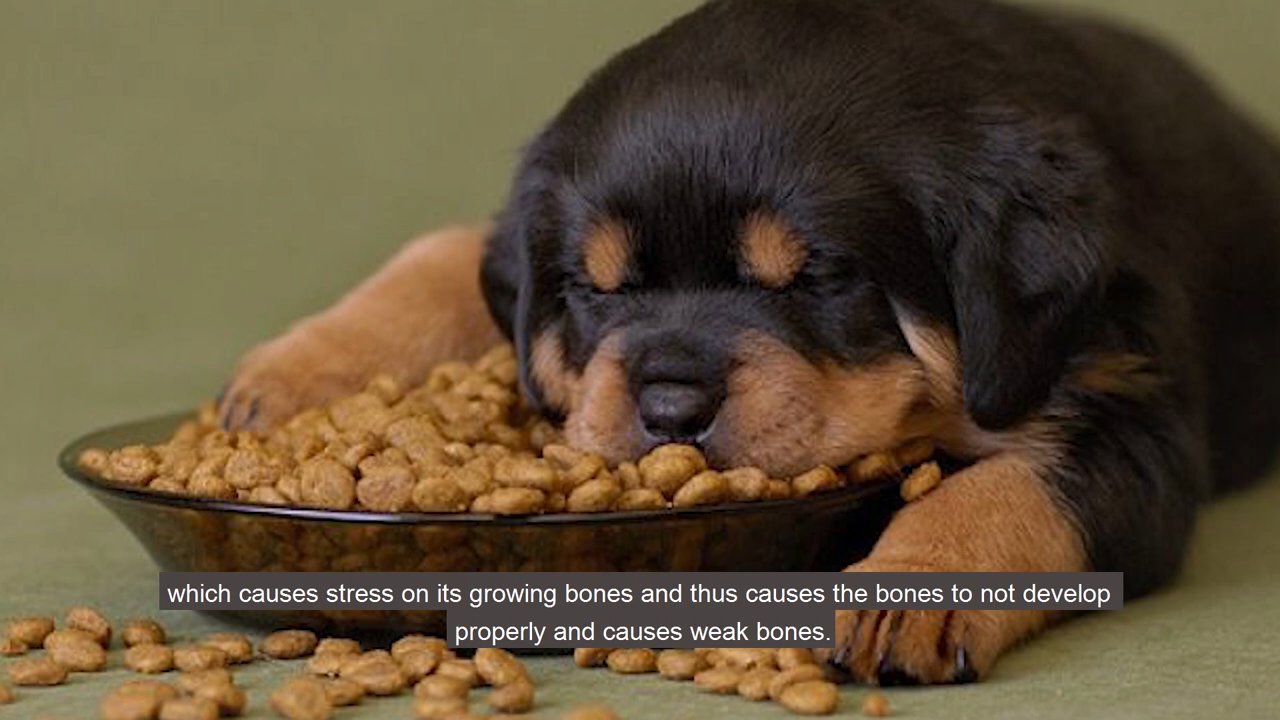 which causes stress on its growing bones and thus causes the bones to not develop
properly and causes weak bones.